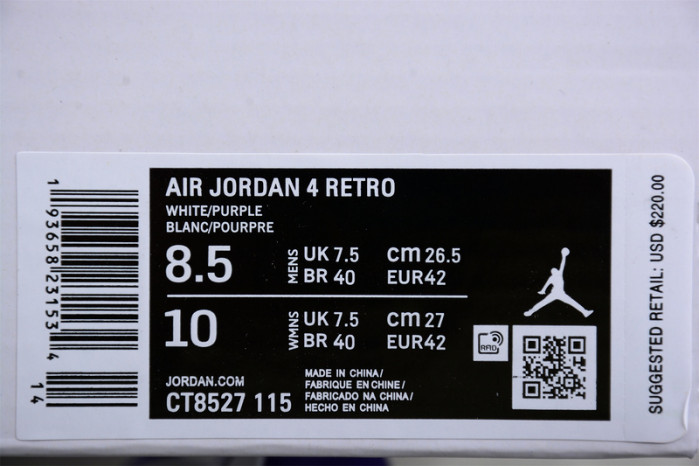 1 93658 23153 4
14
AIR JORDAN 4 RETRO
WHITE/PURPLE
BLANC/POURPRE
8.5 MENS UK 7.5 cm 26.5
BR 40 EUR42
10 WMNS UK 7.5 cm 27
BR 40 EUR42
RFID
JORDAN.COM
CT8527 115
MADE IN CHINA/
FABRIQUE EN CHINE/
FABRICADO NA CHINA/
HECHO EN CHINA
SUGGESTED RETAIL: USD $220.00